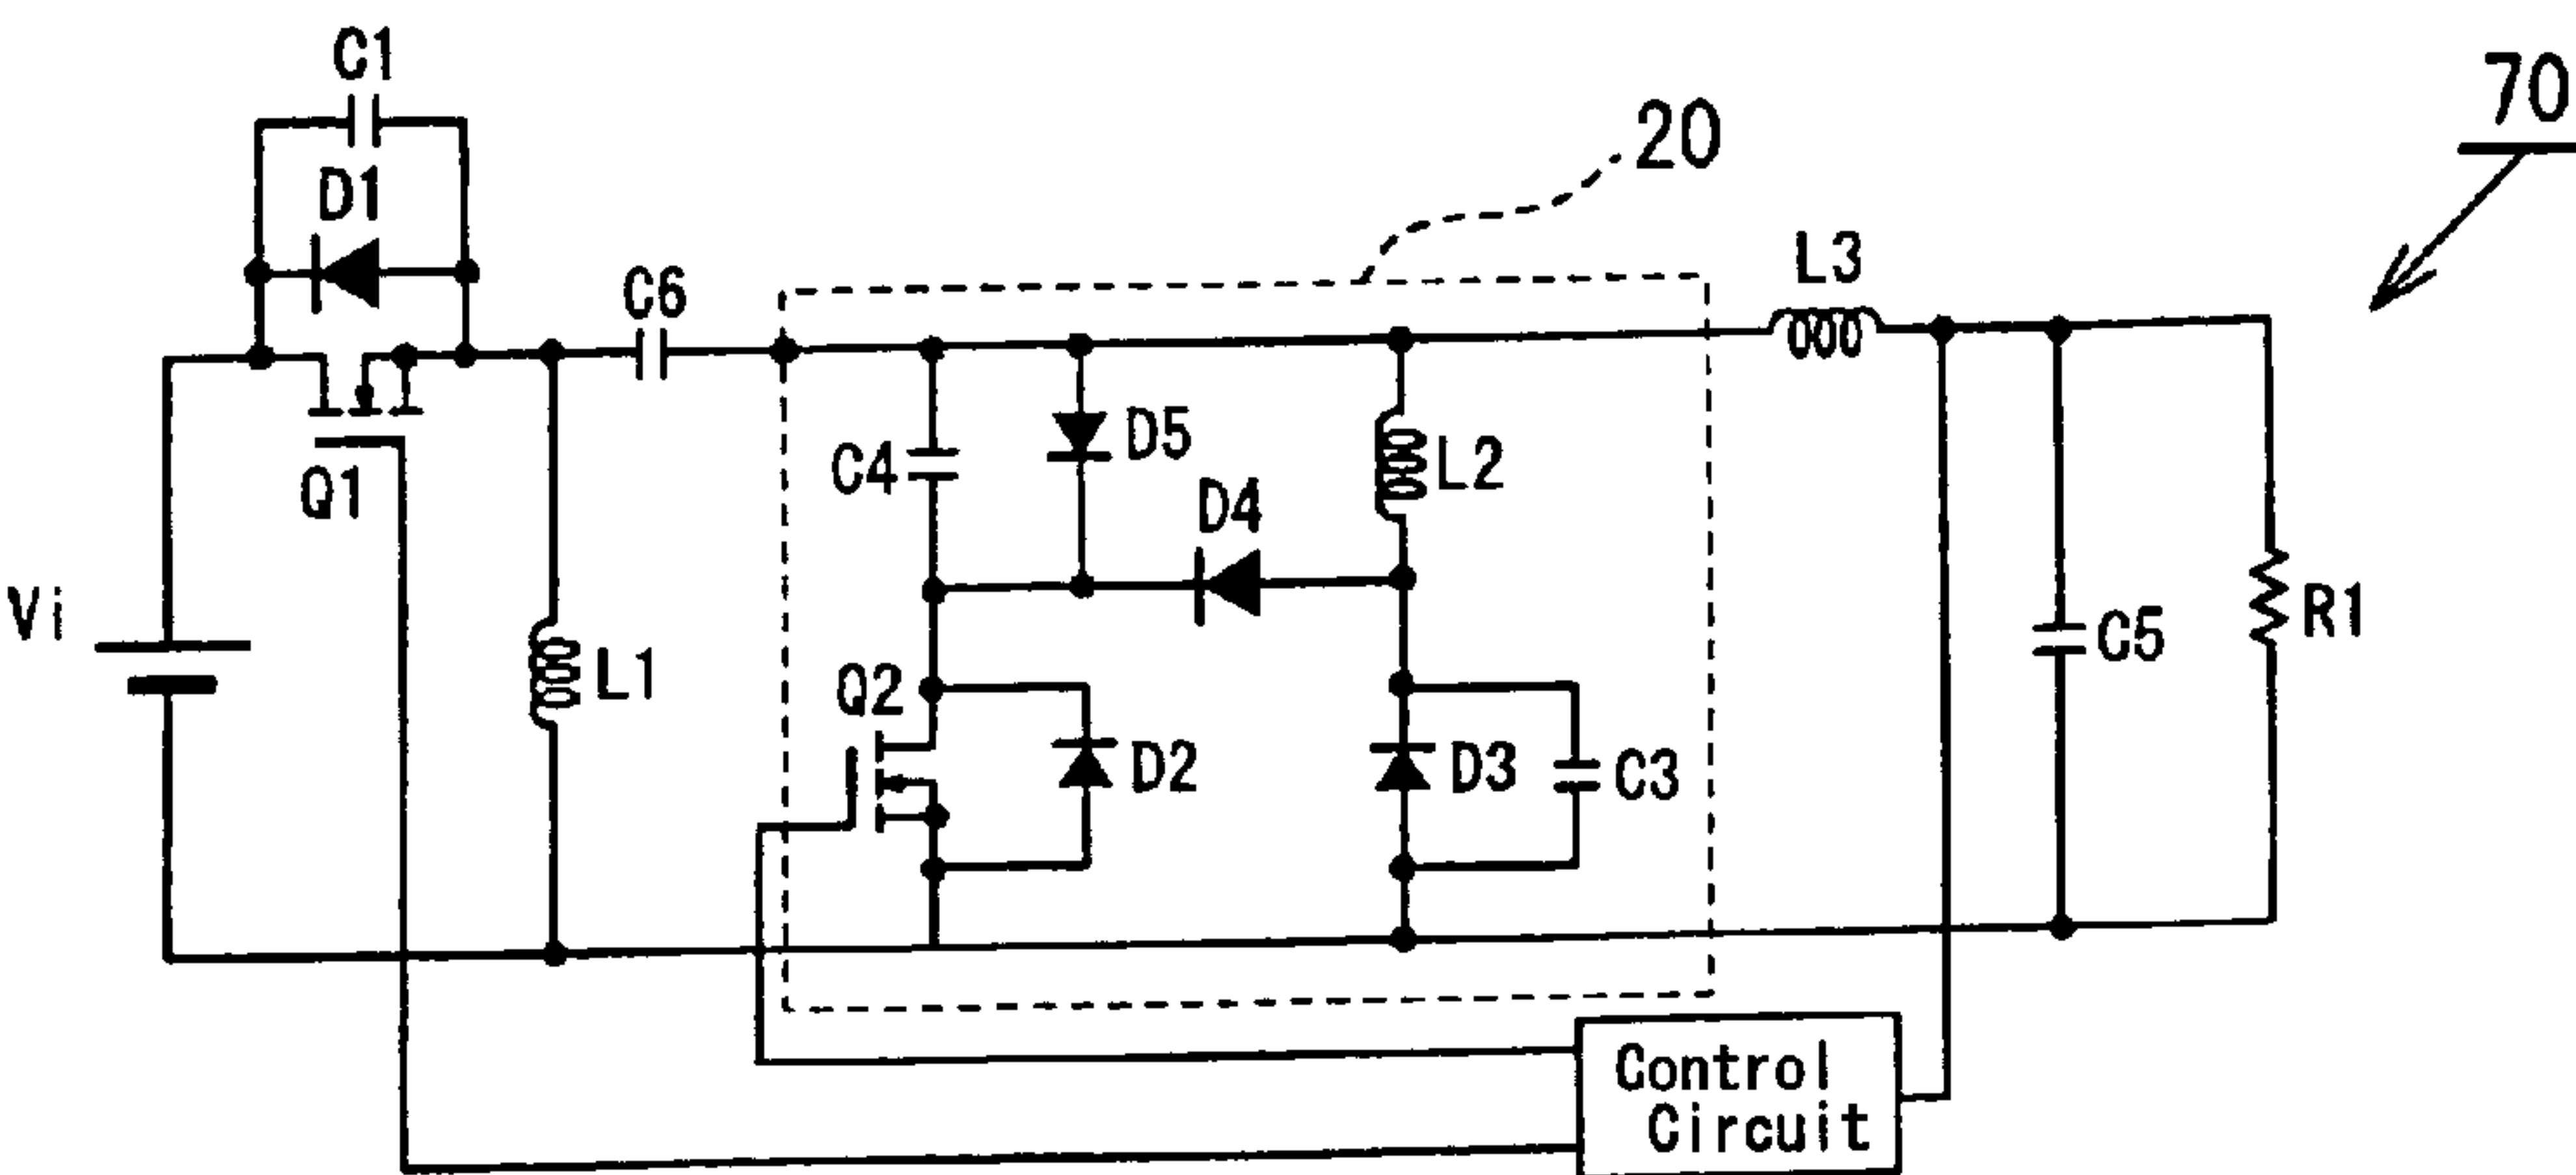 C1
70
20
D1
L3
C6
D5
C4
L2
Q1
D4
Vi
R1
C5
L1
Q2
D2
D3
C3
Control
Circuit